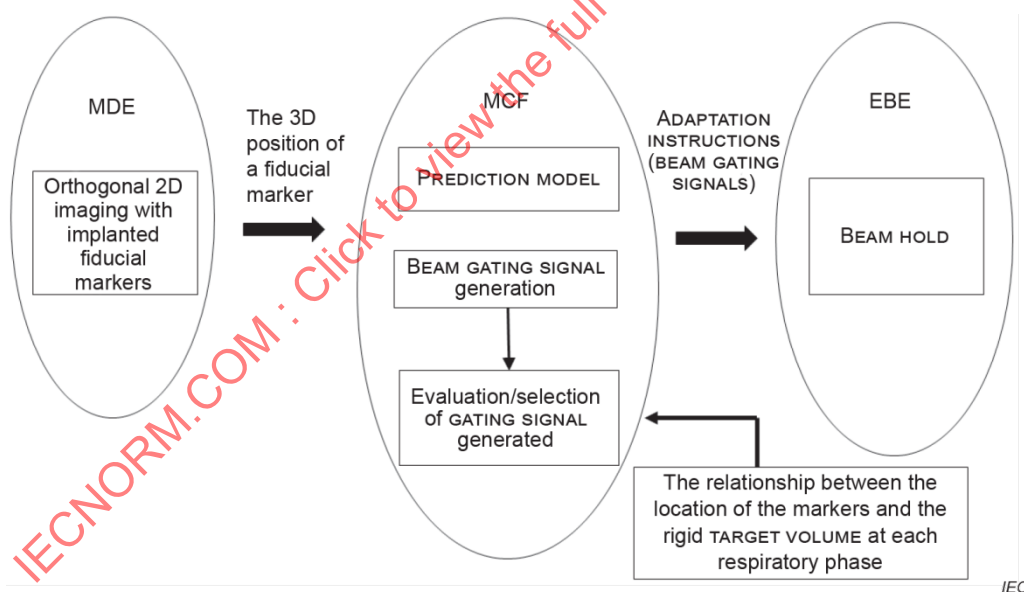 MDE
Orthogonal 2D
imaging with
implanted
fiducial
markers
The 3D
position of
a fiducial
marker
MCF
PREDICTION MODEL
BEAM GATING SIGNAL
generation
Evaluation/selection
of GATING SIGNAL
generated
ADAPTATION
INSTRUCTIONS
(BEAM GATING
SIGNALS)
EBE
BEAM HOLD
The relationship between the
location of the markers and the
rigid TARGET VOLUME at each
respiratory phase
IECNORM.COM : Click to view the full
IEC